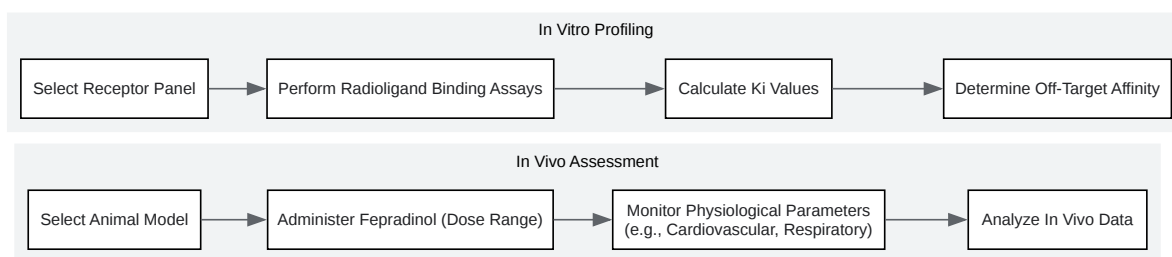 In Vitro Profiling
Select Receptor Panel
Perform Radioligand Binding Assays
Calculate Ki Values
Determine Off-Target Affinity
In Vivo Assessment
Select Animal Model
Administer Fepradinol (Dose Range)
Monitor Physiological Parameters
(e.g., Cardiovascular, Respiratory)
Analyze In Vivo Data